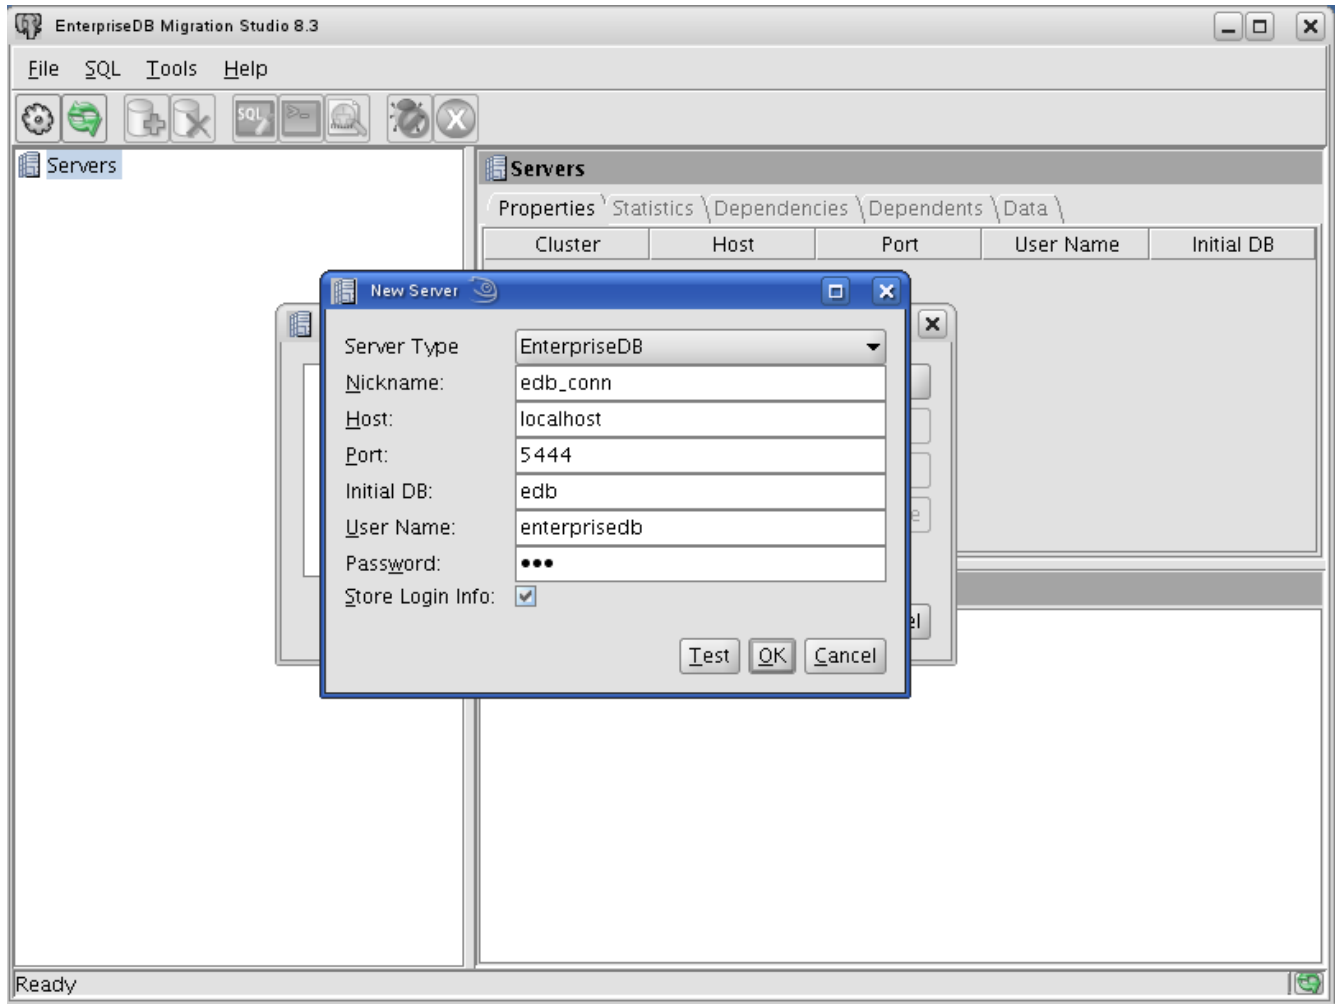 EnterpriseDB Migration Studio 8.3
File SQL Tools Help
SQL
Servers
Servers
Properties Statistics Dependencies Dependents Data
Cluster Host Port User Name Initial DB
New Server
Server Type EnterpriseDB
Nickname: edb_conn
Host: localhost
Port: 5444
Initial DB: edb
User Name: enterprisedb
Password: •••
Store Login Info:
Test OK Cancel
Ready